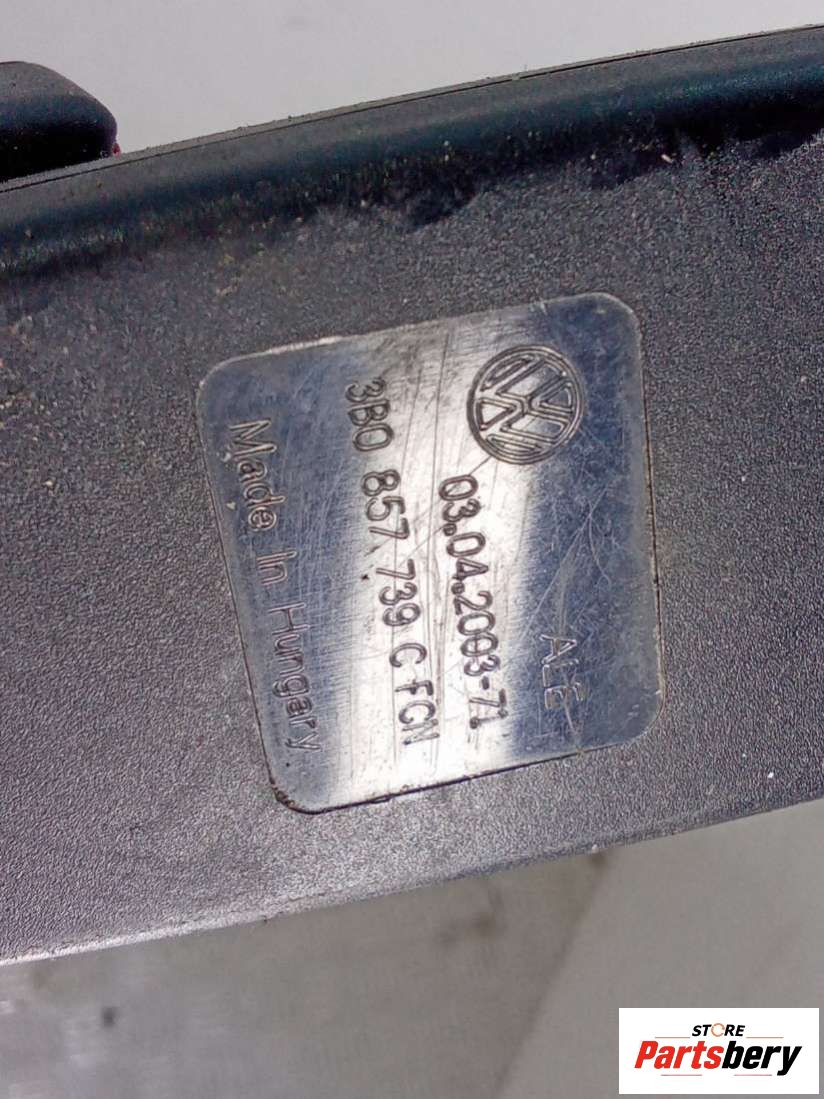 ALE
03.04.2003-71
3B0 857 739 C FCN
Made In Hungary
STORE
Partsbery